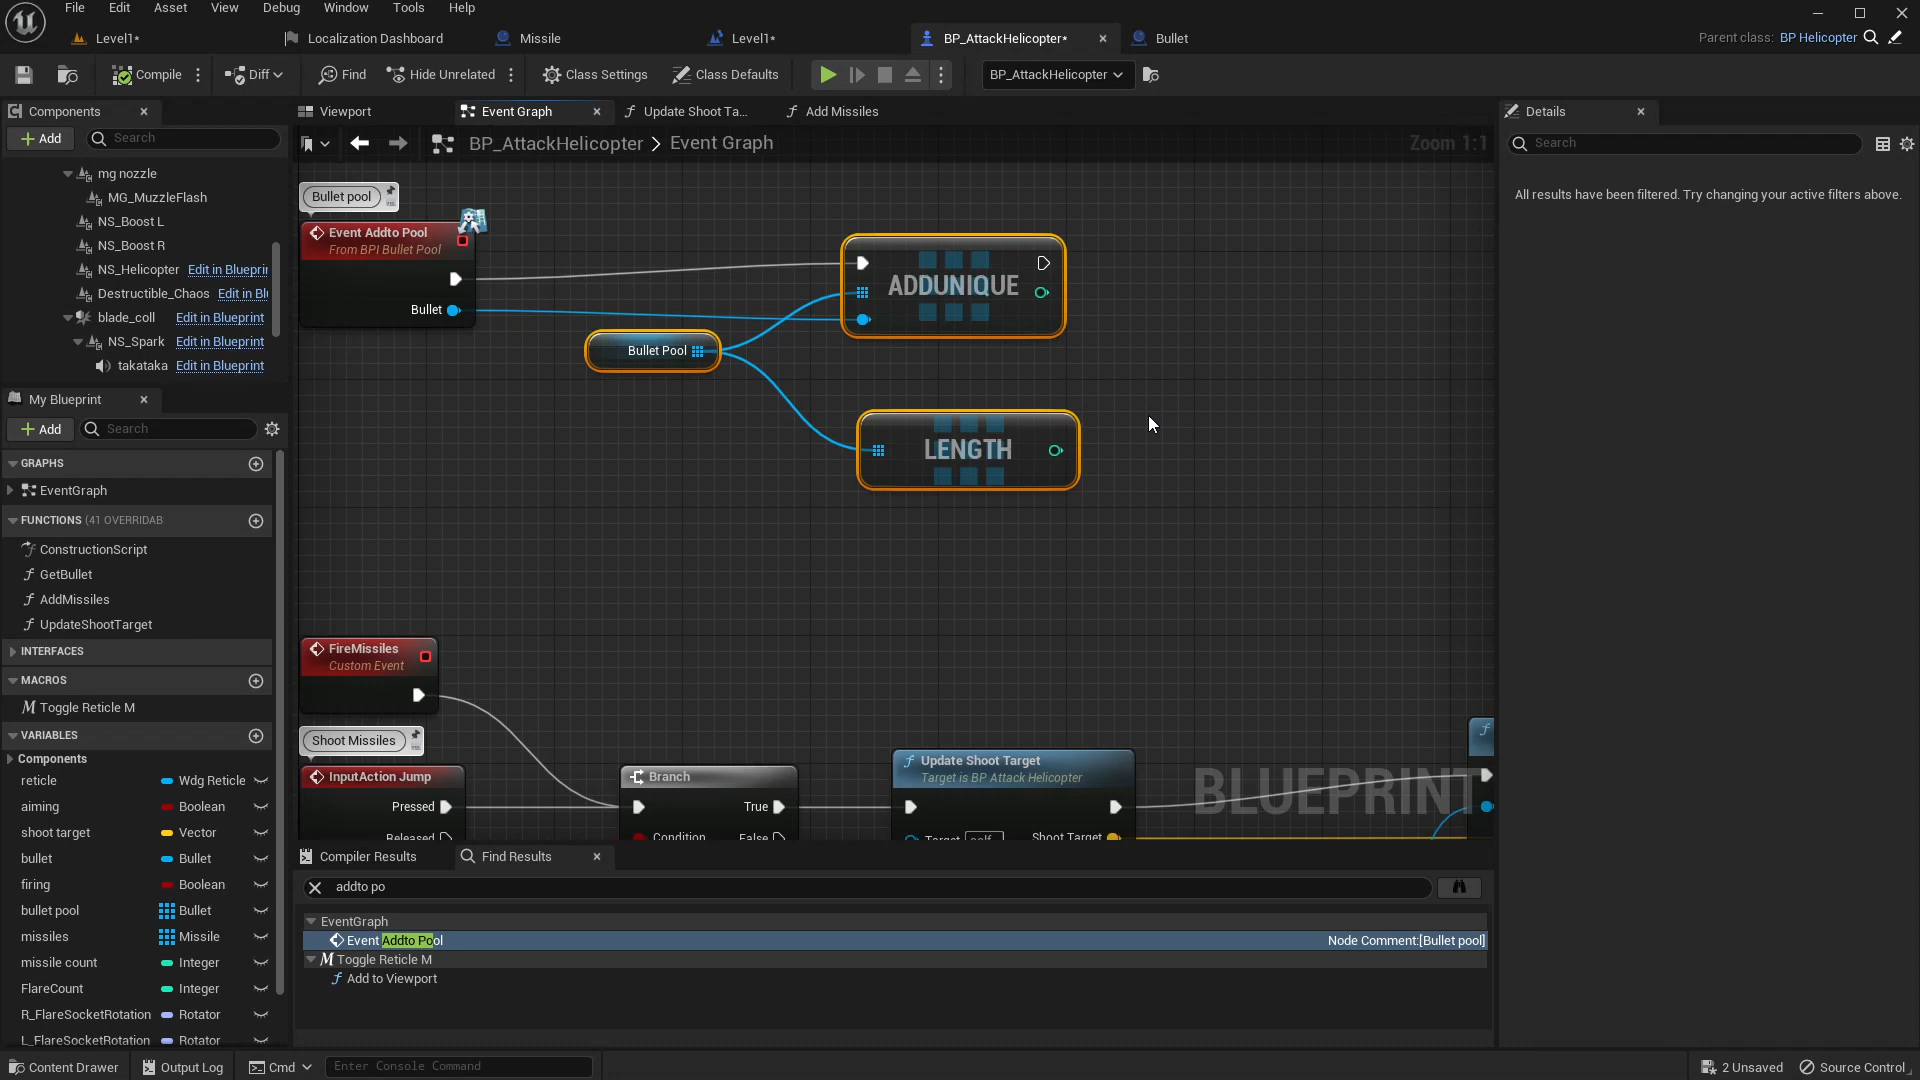 File Edit Asset View Debug Window Tools Help
Level1* Localization Dashboard Missile Level1* BP_AttackHelicopter* Bullet Parent class: BP Helicopter
Compile Diff Find Hide Unrelated Class Settings Class Defaults BP_AttackHelicopter
Components Viewport Event Graph Update Shoot Ta... Add Missiles Details
Add Search BP_AttackHelicopter Event Graph Zoom 1:1 Search
mg nozzle
MG_MuzzleFlash
NS_Boost L
NS_Boost R
NS_Helicopter Edit in Blueprin
Destructible_Chaos Edit in Bl
blade_coll Edit in Blueprint
NS_Spark Edit in Blueprint
takataka Edit in Blueprint
All results have been filtered. Try changing your active filters above.
Bullet pool
Event Addto Pool
From BPI Bullet Pool
Bullet
Bullet Pool
ADDUNIQUE
LENGTH
My Blueprint
Add Search
GRAPHS
EventGraph
FUNCTIONS (41 OVERRIDAB
ConstructionScript
GetBullet
AddMissiles
UpdateShootTarget
INTERFACES
MACROS
Toggle Reticle M
VARIABLES
Components
reticle Wdg Reticle
aiming Boolean
shoot target Vector
bullet Bullet
firing Boolean
bullet pool Bullet
missiles Missile
missile count Integer
FlareCount Integer
R_FlareSocketRotation Rotator
L_FlareSocketRotation Rotator
FireMissiles
Custom Event
Shoot Missiles
InputAction Jump
Pressed
Released
Branch
True
Condition False
Update Shoot Target
Target is BP Attack Helicopter
Target self Shoot Target
BLUEPRINT
Compiler Results Find Results
addto po
EventGraph
Event Addto Pool Node Comment:[Bullet pool]
Toggle Reticle M
Add to Viewport
Content Drawer Output Log Cmd Enter Console Command 2 Unsaved Source Control